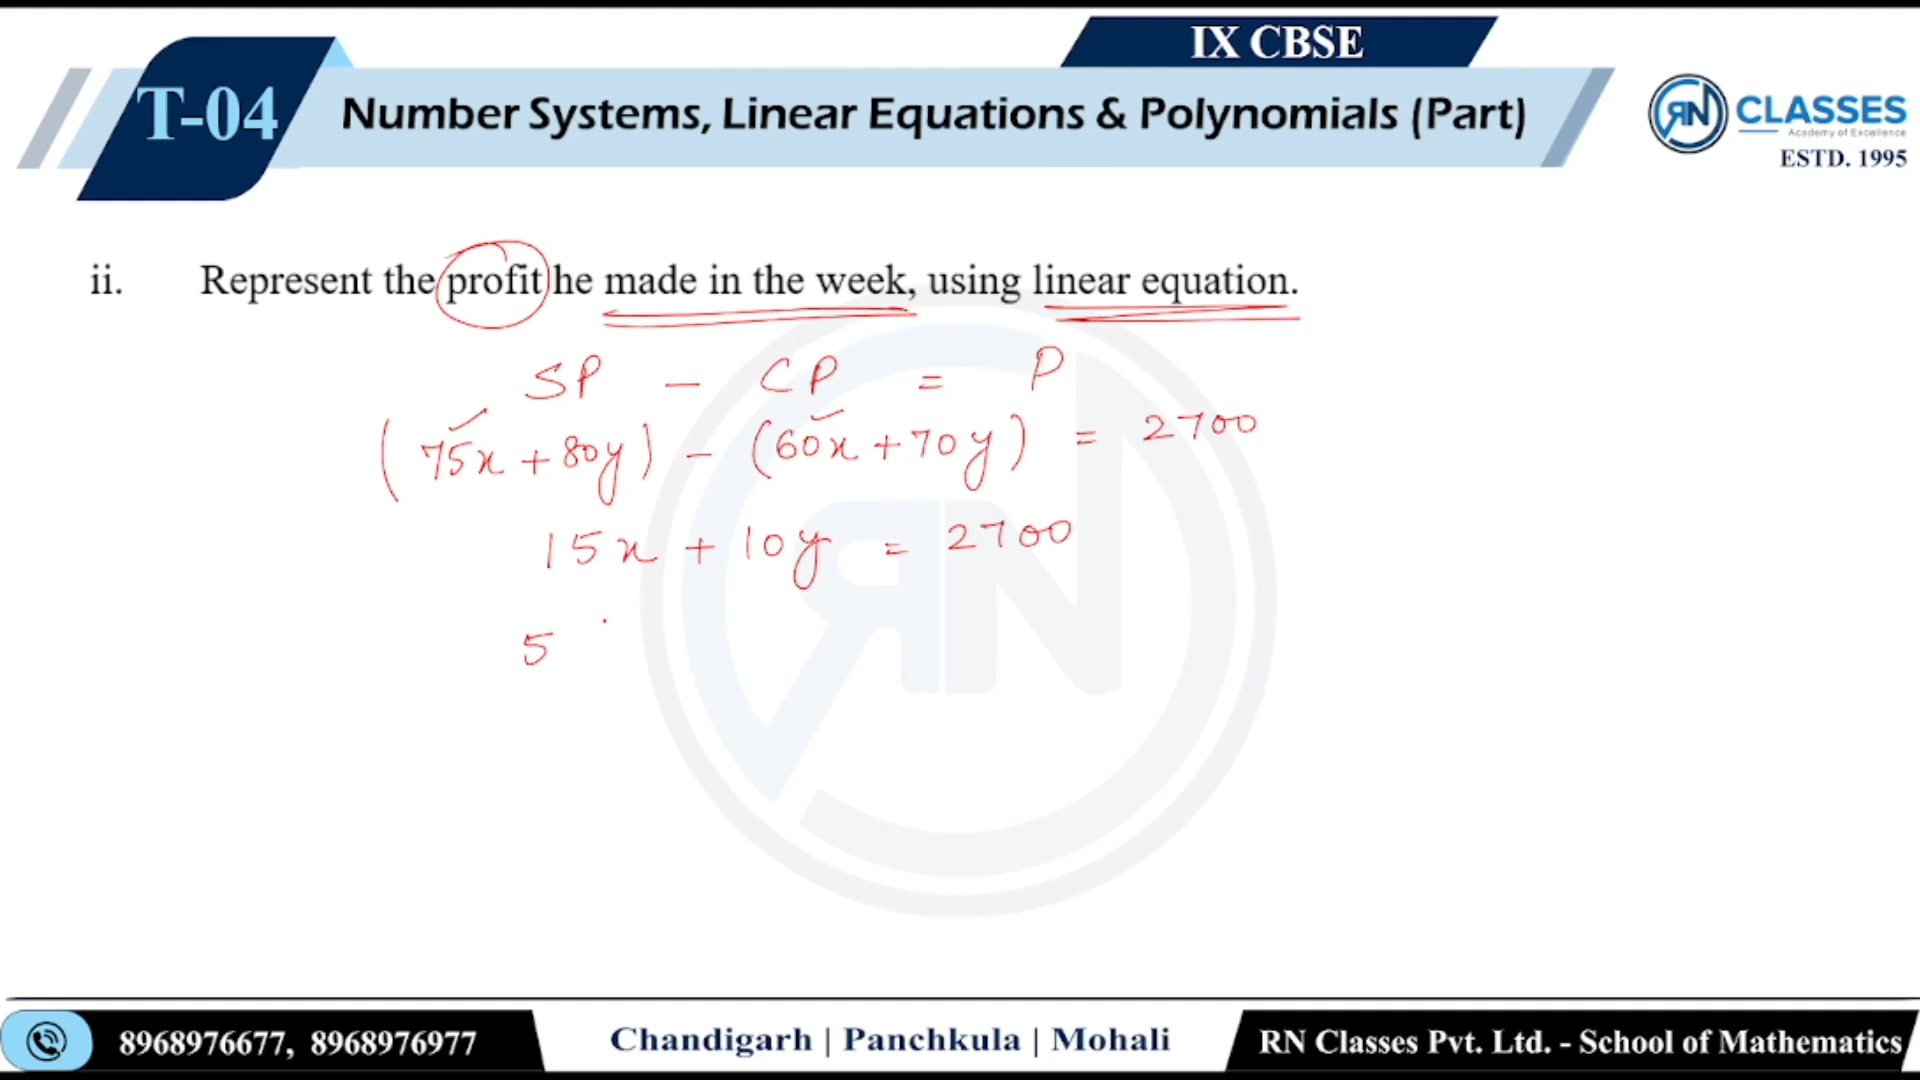 IX CBSE
T-04 Number Systems, Linear Equations & Polynomials (Part)
RN CLASSES
Academy of Excellence
ESTD. 1995
ii. Represent the profit he made in the week, using linear equation.
SP - CP = P
(75x+80y) - (60x+70y) = 2700
15x + 10y = 2700
5
RN
8968976677, 8968976977
Chandigarh | Panchkula | Mohali
RN Classes Pvt. Ltd. - School of Mathematics